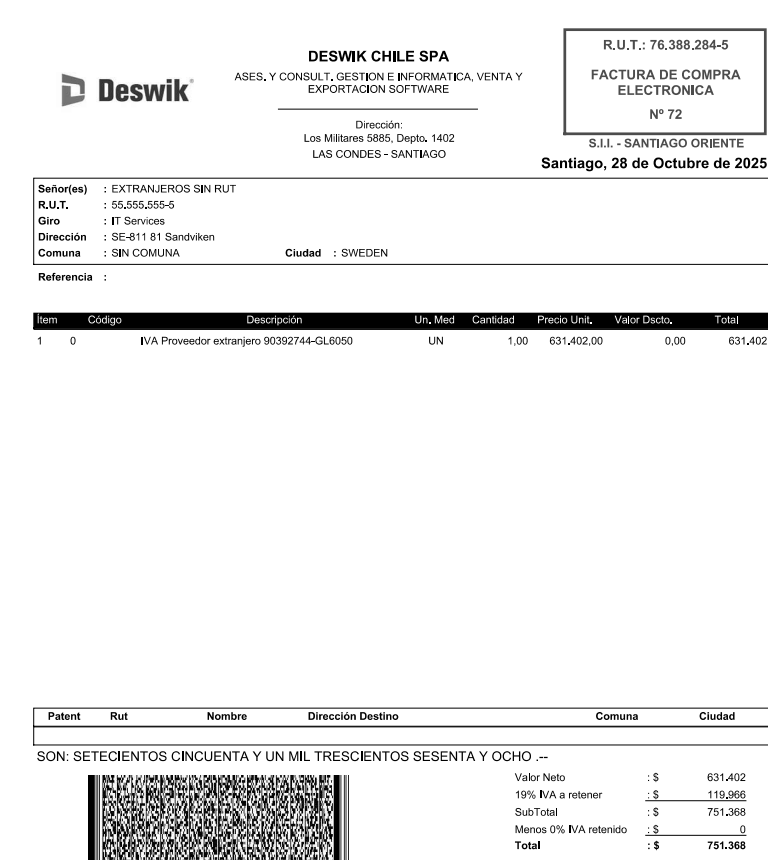 R.U.T.: 76.388.284-5
FACTURA DE COMPRA
ELECTRONICA
Nº 72
S.I.I. - SANTIAGO ORIENTE
Deswik
DESWIK CHILE SPA
ASES. Y CONSULT. GESTION E INFORMATICA, VENTA Y
EXPORTACION SOFTWARE
Dirección:
Los Militares 5885, Depto. 1402
LAS CONDES - SANTIAGO
Santiago, 28 de Octubre de 2025
Señor(es) : EXTRANJEROS SIN RUT
R.U.T. : 55.555.555-5
Giro : IT Services
Dirección : SE-811 81 Sandviken
Comuna : SIN COMUNA Ciudad : SWEDEN
Referencia :
Ítem Código Descripción Un. Med Cantidad Precio Unit. Valor Dscto. Total
1 0 IVA Proveedor extranjero 90392744-GL6050 UN 1,00 631.402,00 0,00 631.402
Patent Rut Nombre Dirección Destino Comuna Ciudad
SON: SETECIENTOS CINCUENTA Y UN MIL TRESCIENTOS SESENTA Y OCHO .--
Valor Neto : $ 631.402
19% IVA a retener : $ 119.966
SubTotal : $ 751.368
Menos 0% IVA retenido : $ 0
Total : $ 751.368